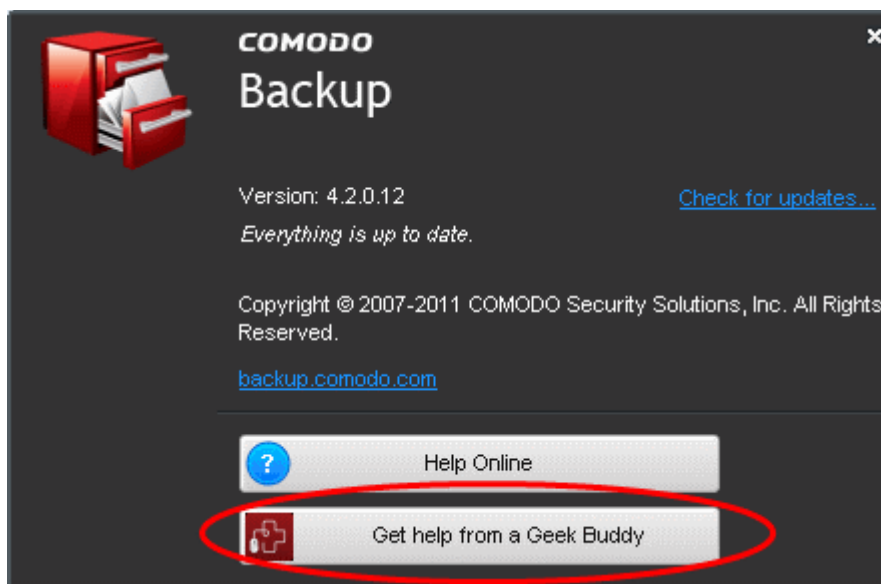 COMODO
Backup
Version: 4.2.0.12
Check for updates...
Everything is up to date.
Copyright © 2007-2011 COMODO Security Solutions, Inc. All Rights
Reserved.
backup.comodo.com
Help Online
Get help from a Geek Buddy